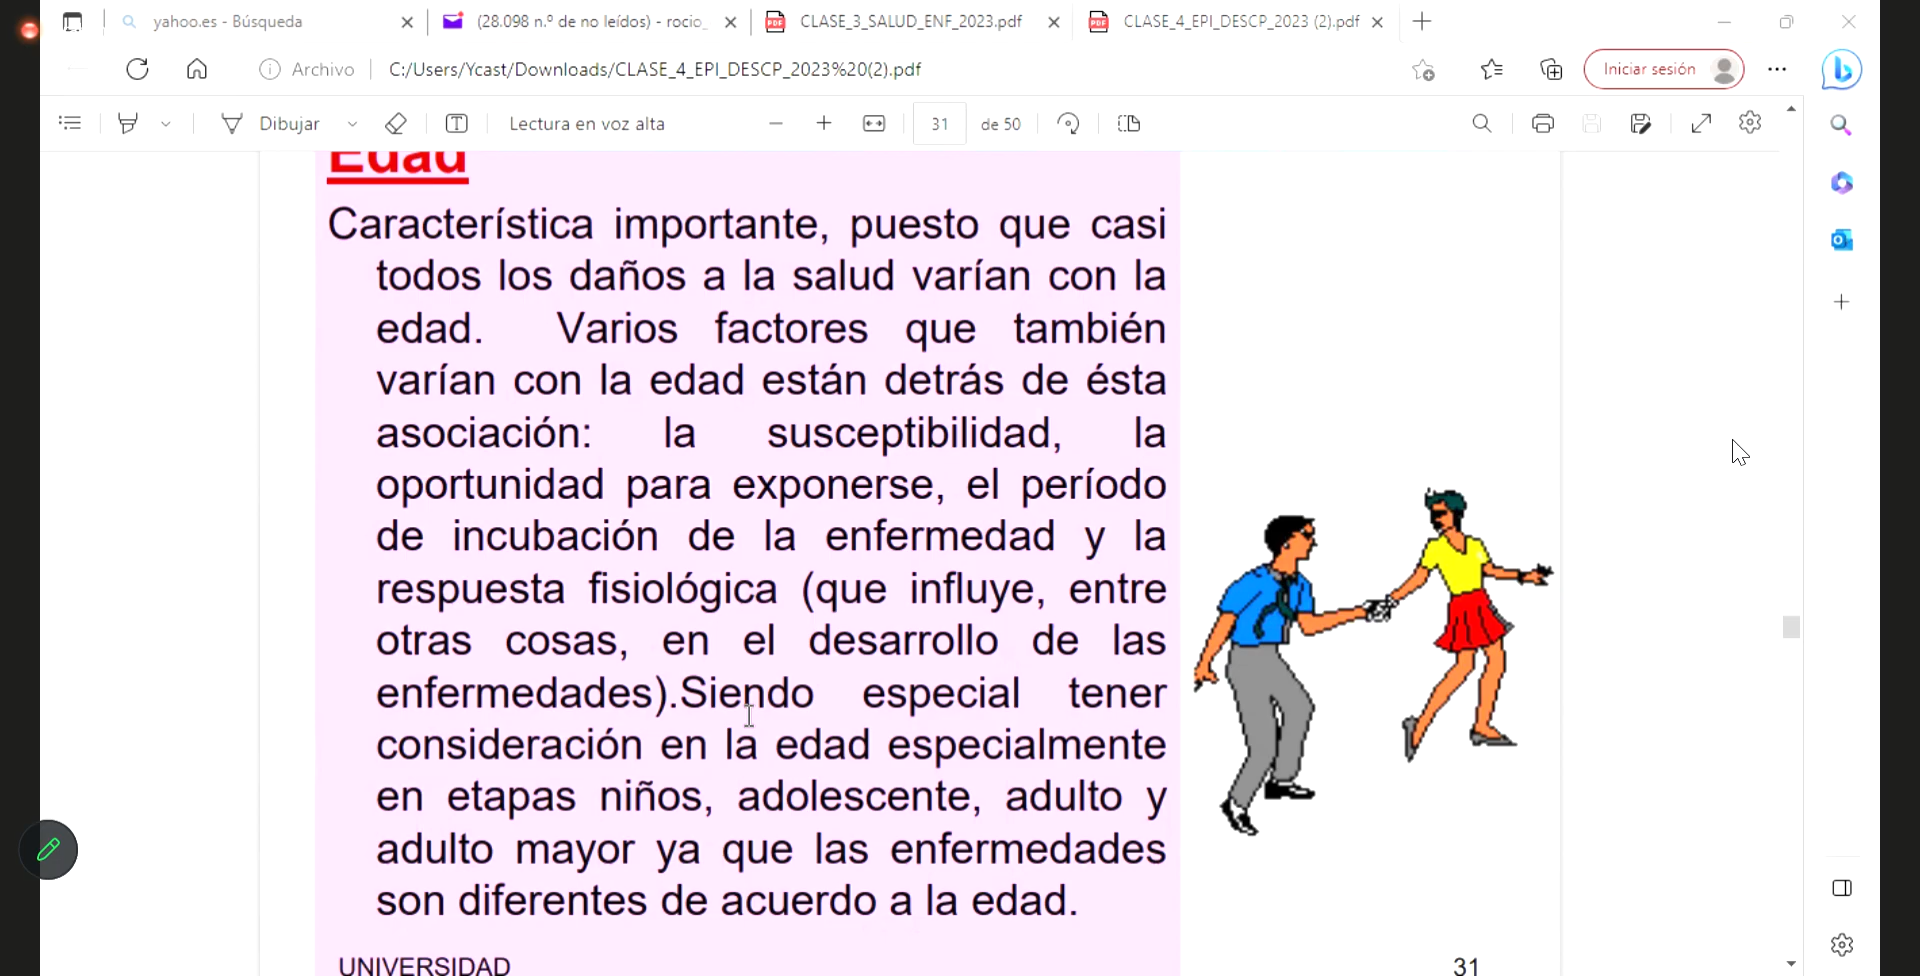 yahoo.es - Búsqueda
(28.098 n.º de no leídos) - rocio_
CLASE_3_SALUD_ENF_2023.pdf
CLASE_4_EPI_DESCP_2023 (2).pdf
Archivo
C:/Users/Ycast/Downloads/CLASE_4_EPI_DESCP_2023%20(2).pdf
Iniciar sesión
Dibujar
Lectura en voz alta
31
de 50
Edad
Característica importante, puesto que casi
todos los daños a la salud varían con la
edad. Varios factores que también
varían con la edad están detrás de ésta
asociación: la susceptibilidad, la
oportunidad para exponerse, el período
de incubación de la enfermedad y la
respuesta fisiológica (que influye, entre
otras cosas, en el desarrollo de las
enfermedades).Siendo especial tener
consideración en la edad especialmente
en etapas niños, adolescente, adulto y
adulto mayor ya que las enfermedades
son diferentes de acuerdo a la edad.
UNIVERSIDAD
31